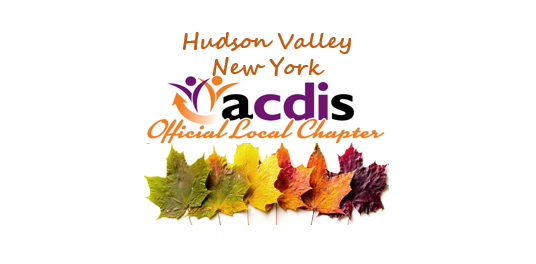 Hudson Valley
New York
acdis
Official Local Chapter